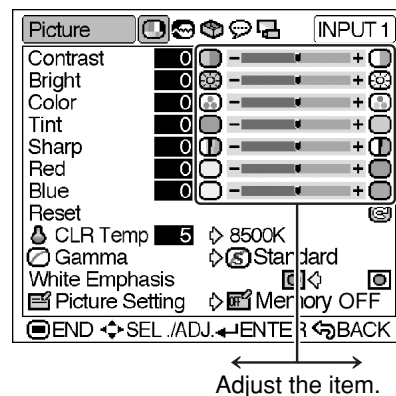 Picture INPUT 1
Contrast 0 - +
Bright 0 - +
Color 0 - +
Tint 0 - +
Sharp 0 - +
Red 0 - +
Blue 0 - +
Reset
CLR Temp 5 8500K
Gamma S Standard
White Emphasis
Picture Setting OFF Memory OFF
END SEL./ADJ. ENTER BACK
Adjust the item.